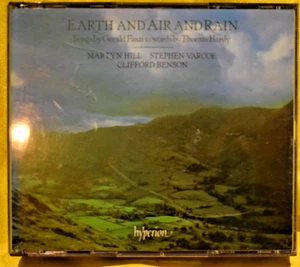 EARTH AND AIR AND RAIN
Songs by Gerald Finzi to words by Thomas Hardy
MARTYN HILL STEPHEN VARCOE
CLIFFORD BENSON
hyperion